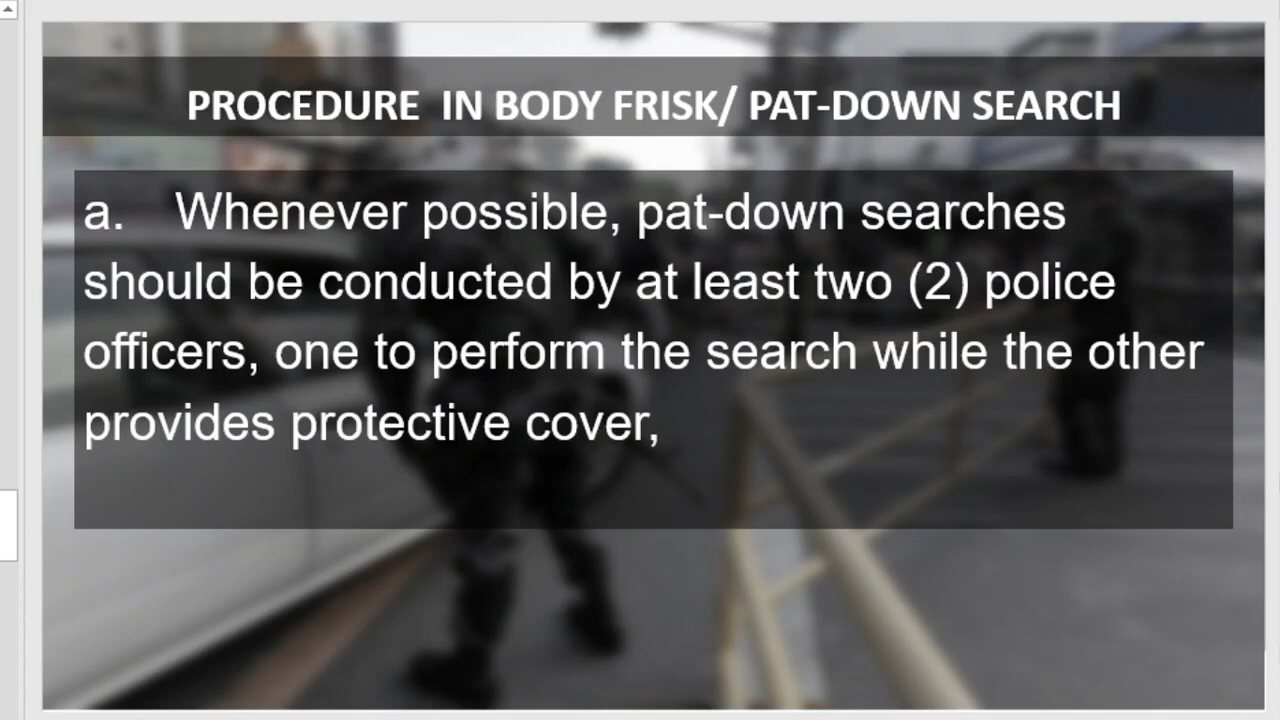 PROCEDURE IN BODY FRISK/ PAT-DOWN SEARCH
a. Whenever possible, pat-down searches
should be conducted by at least two (2) police
officers, one to perform the search while the other
provides protective cover,